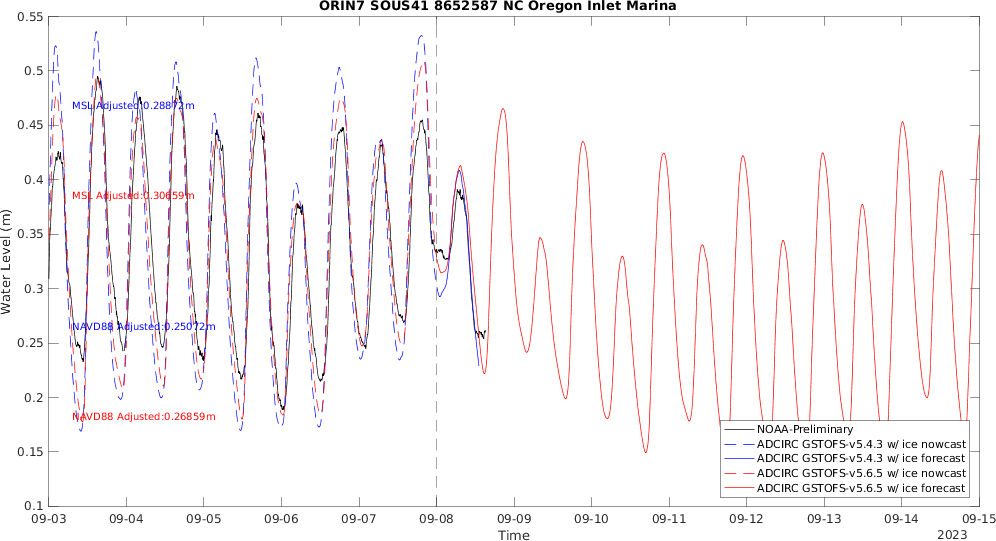 ORIN7 SOUS41 8652587 NC Oregon Inlet Marina
0.55
0.5
0.45
0.4
0.35
0.3
0.25
0.2
0.15
0.1
Water Level (m)
MSL Adjusted:0.28872m
MSL Adjusted:0.30659m
NAVD88 Adjusted:0.25072m
NAVD88 Adjusted:0.26859m
NOAA-Preliminary
ADCIRC GSTOFS-v5.4.3 w/ ice nowcast
ADCIRC GSTOFS-v5.4.3 w/ ice forecast
ADCIRC GSTOFS-v5.6.5 w/ ice nowcast
ADCIRC GSTOFS-v5.6.5 w/ ice forecast
09-03 09-04 09-05 09-06 09-07 09-08 09-09 09-10 09-11 09-12 09-13 09-14 09-15
Time
2023